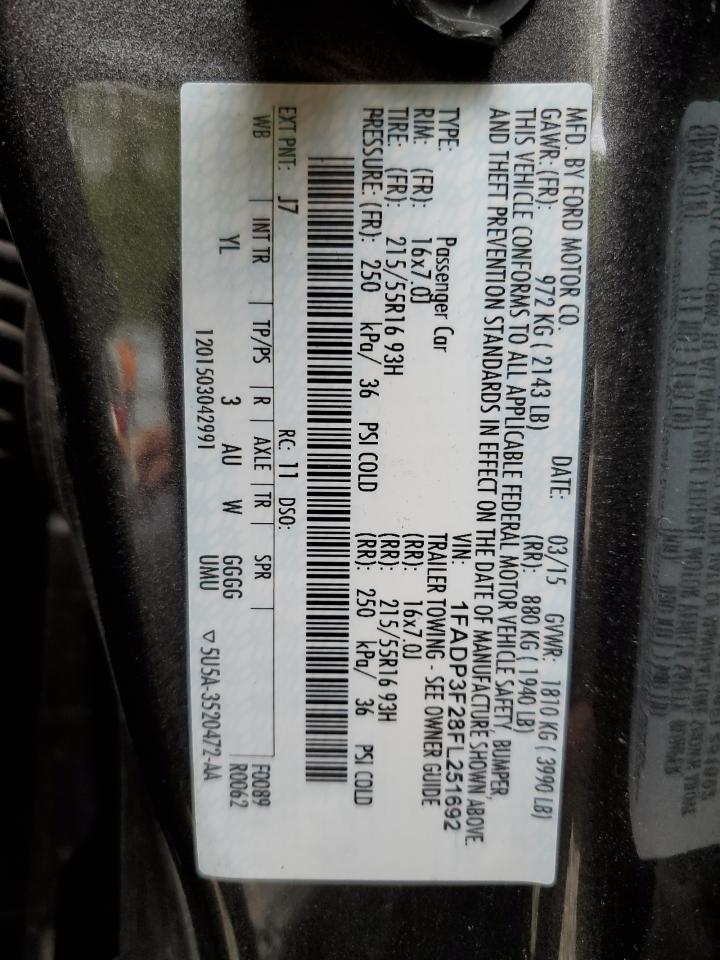 MFD. BY FORD MOTOR CO.
DATE: 03/15 GVWR: 1810 KG ( 3990 LB)
GAWR: (FR): 972 KG ( 2143 LB) (RR): 880 KG ( 1940 LB)
THIS VEHICLE CONFORMS TO ALL APPLICABLE FEDERAL MOTOR VEHICLE SAFETY, BUMPER,
AND THEFT PREVENTION STANDARDS IN EFFECT ON THE DATE OF MANUFACTURE SHOWN ABOVE.
VIN: 1FADP3F28FL251692
TYPE: Passenger Car TRAILER TOWING - SEE OWNER GUIDE
RIM: (FR): 16x7.0J (RR): 16x7.0J
TIRE: (FR): 215/55R16 93H (RR): 215/55R16 93H
PRESSURE: (FR): 250 kPa/ 36 PSI COLD (RR): 250 kPa/ 36 PSI COLD
EXT PNT: J7 RC: 11 DSO:
WB INT TR TP/PS R AXLE TR SPR F0089
YL 3 AU W GGGG R0062
UMU
1201503042991 ▽5U5A-3520472-AA